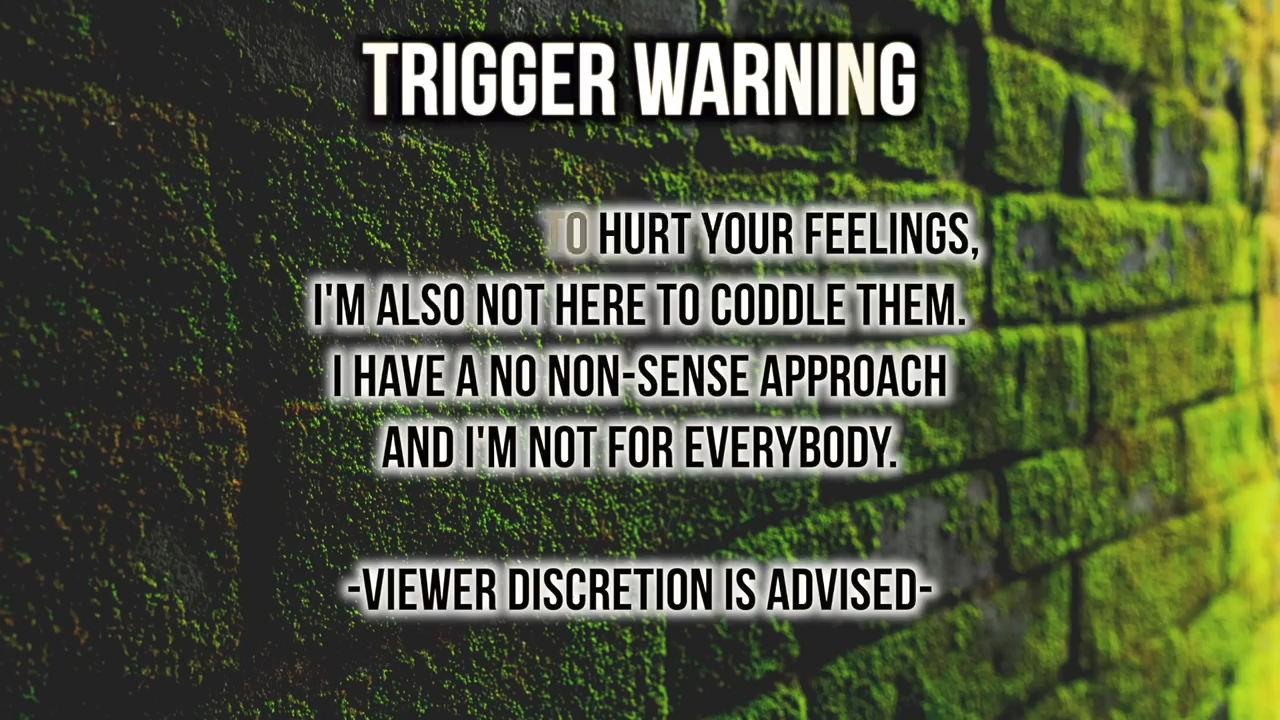 TRIGGER WARNING
TO HURT YOUR FEELINGS,
I'M ALSO NOT HERE TO CODDLE THEM.
I HAVE A NO NON-SENSE APPROACH
AND I'M NOT FOR EVERYBODY.
-VIEWER DISCRETION IS ADVISED-